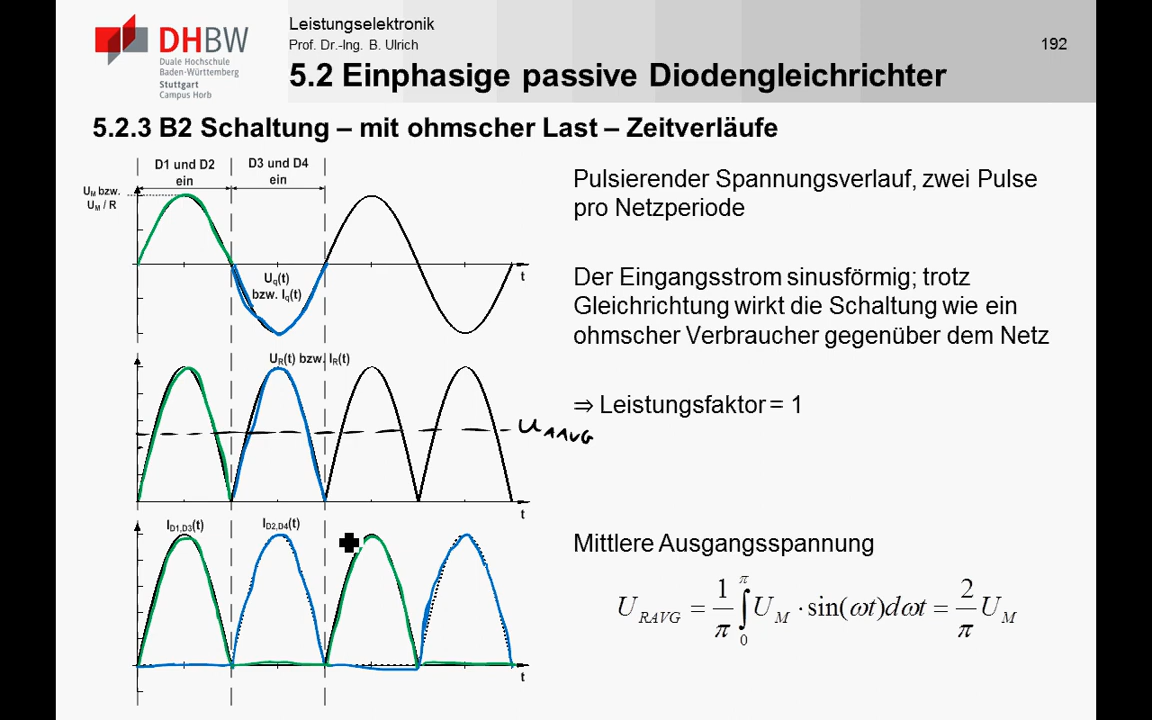 DHBW
Duale Hochschule
Baden-Württemberg
Stuttgart
Campus Horb
Leistungselektronik
Prof. Dr.-Ing. B. Ulrich
192
5.2 Einphasige passive Diodengleichrichter
5.2.3 B2 Schaltung – mit ohmscher Last – Zeitverläufe
D1 und D2
ein
D3 und D4
ein
U_M bzw.
U_M / R
U_q(t)
bzw. I_q(t)
t
U_R(t) bzw. I_R(t)
t
I_D1,D3(t)
I_D2,D4(t)
t
Pulsierender Spannungsverlauf, zwei Pulse
pro Netzperiode
Der Eingangsstrom sinusförmig; trotz
Gleichrichtung wirkt die Schaltung wie ein
ohmscher Verbraucher gegenüber dem Netz
⇒ Leistungsfaktor = 1
Mittlere Ausgangsspannung
U_RAVG = 1/π ∫_0^π U_M · sin(ωt)dωt = 2/π U_M